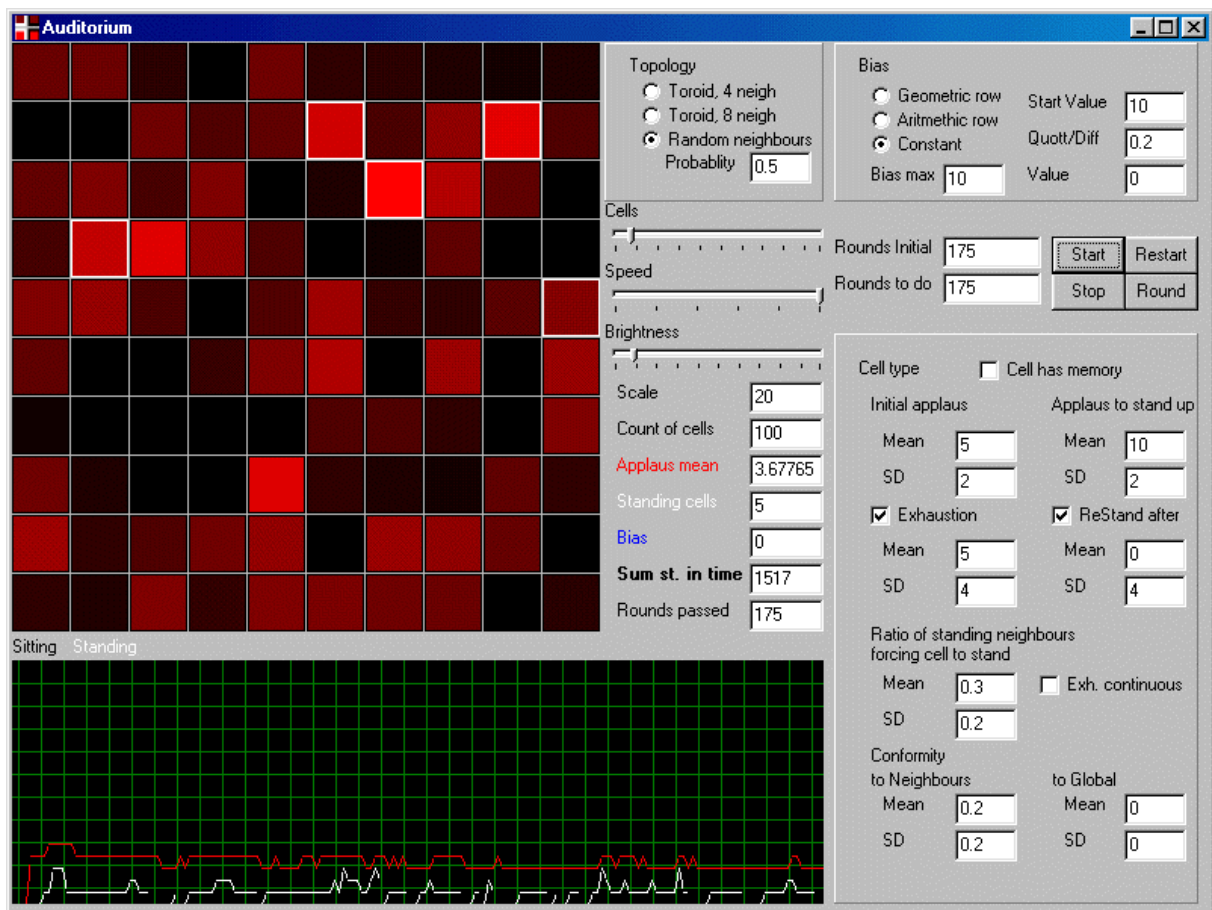 Auditorium
Topology
Toroid, 4 neigh
Toroid, 8 neigh
Random neighbours
Probablity 0.5
Bias
Geometric row
Aritmethic row
Constant
Bias max 10
Start Value 10
Quott/Diff 0.2
Value 0
Cells
Speed
Brightness
Rounds Initial 175
Rounds to do 175
Start Restart
Stop Round
Scale 20
Count of cells 100
Applaus mean 3.67765
Standing cells 5
Bias 0
Sum st. in time 1517
Rounds passed 175
Cell type Cell has memory
Initial applaus Applaus to stand up
Mean 5 Mean 10
SD 2 SD 2
Exhaustion ReStand after
Mean 5 Mean 0
SD 4 SD 4
Ratio of standing neighbours
forcing cell to stand
Mean 0.3 Exh. continuous
SD 0.2
Conformity
to Neighbours to Global
Mean 0.2 Mean 0
SD 0.2 SD 0
Sitting Standing